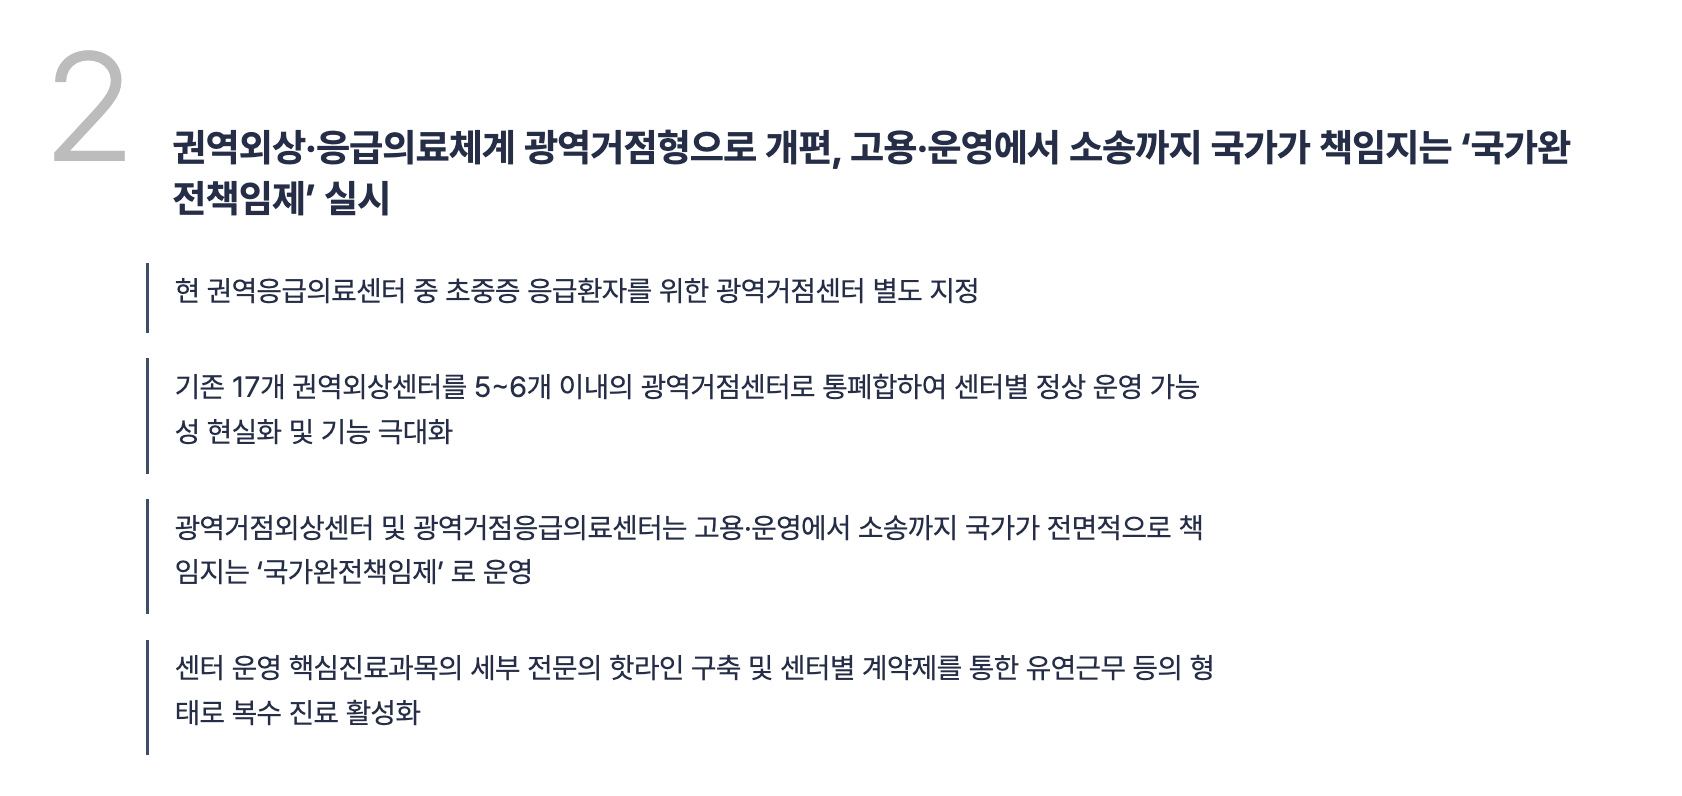 2
권역외상·응급의료체계 광역거점형으로 개편, 고용·운영에서 소송까지 국가가 책임지는 ‘국가완
전책임제’ 실시
현 권역응급의료센터 중 초중증 응급환자를 위한 광역거점센터 별도 지정
기존 17개 권역외상센터를 5~6개 이내의 광역거점센터로 통폐합하여 센터별 정상 운영 가능
성 현실화 및 기능 극대화
광역거점외상센터 및 광역거점응급의료센터는 고용·운영에서 소송까지 국가가 전면적으로 책
임지는 ‘국가완전책임제’ 로 운영
센터 운영 핵심진료과목의 세부 전문의 핫라인 구축 및 센터별 계약제를 통한 유연근무 등의 형
태로 복수 진료 활성화